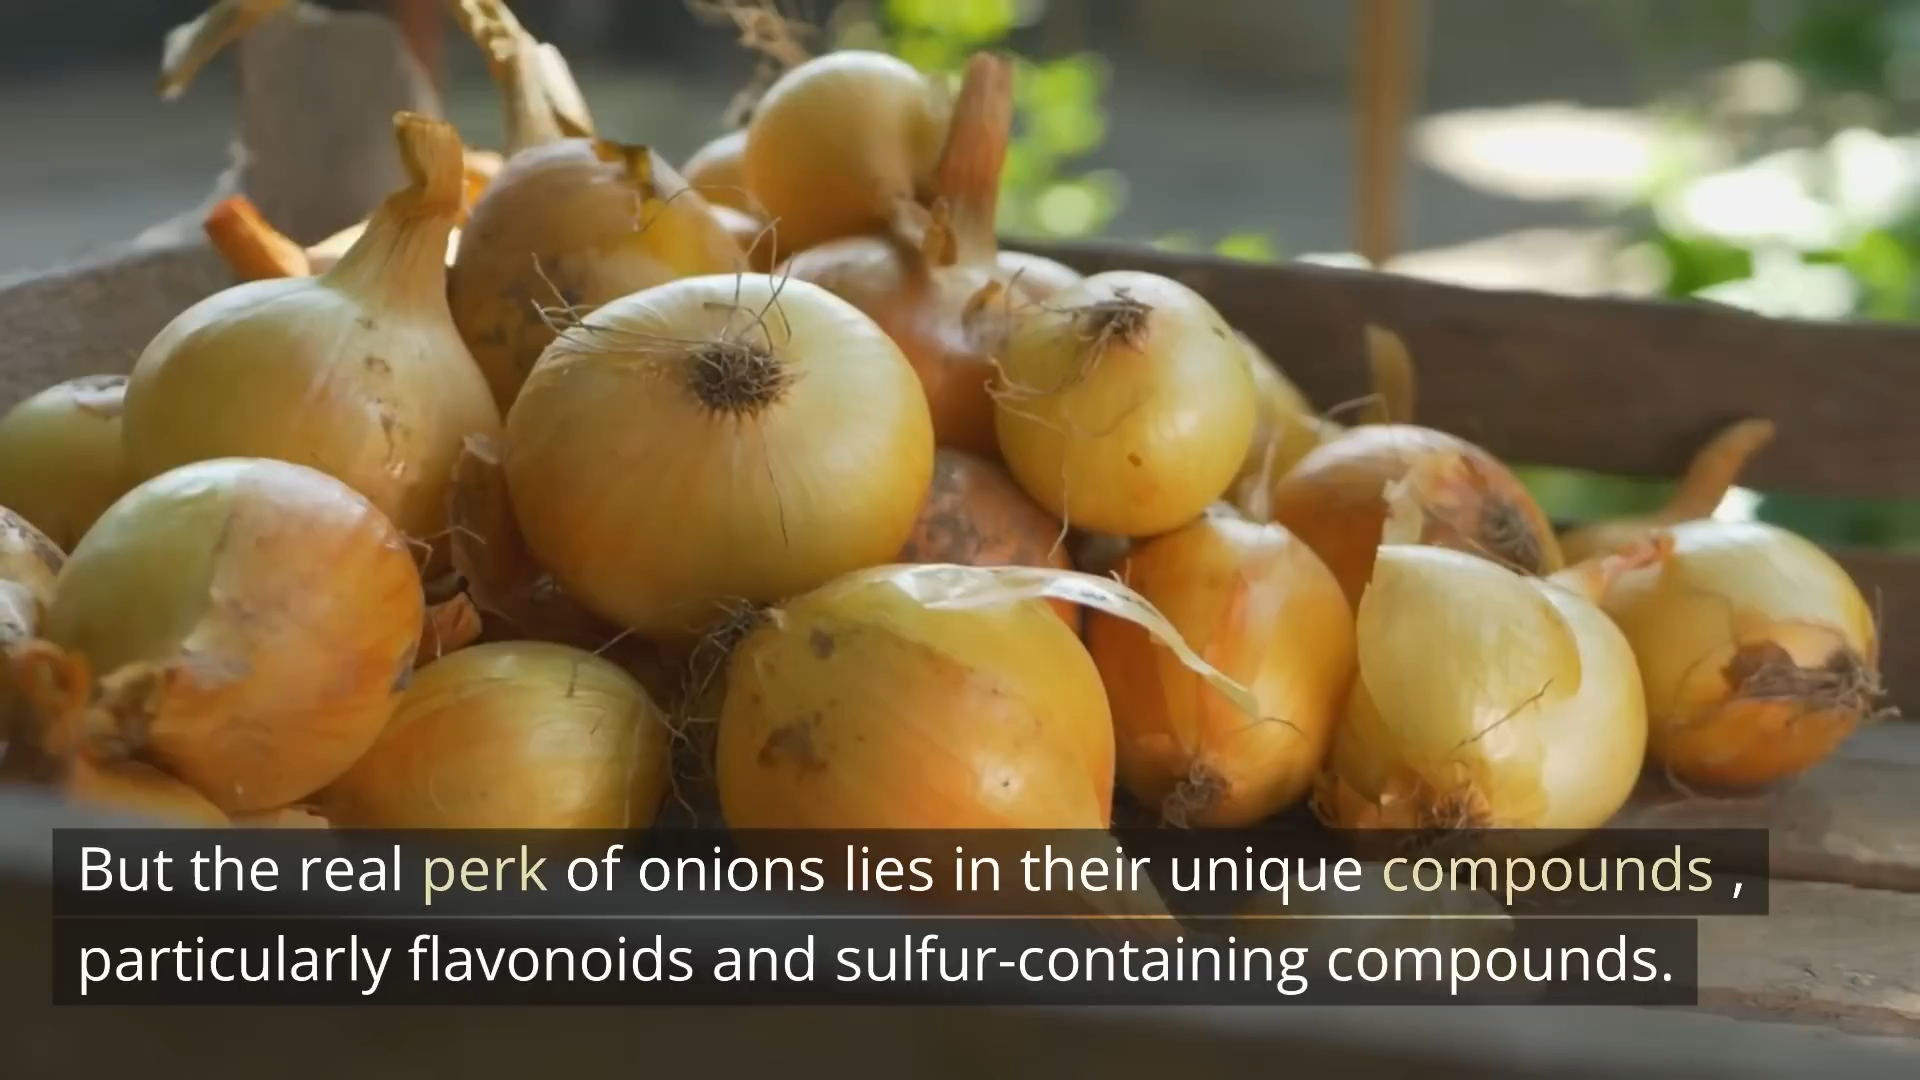 But the real perk of onions lies in their unique compounds ,
particularly flavonoids and sulfur-containing compounds.